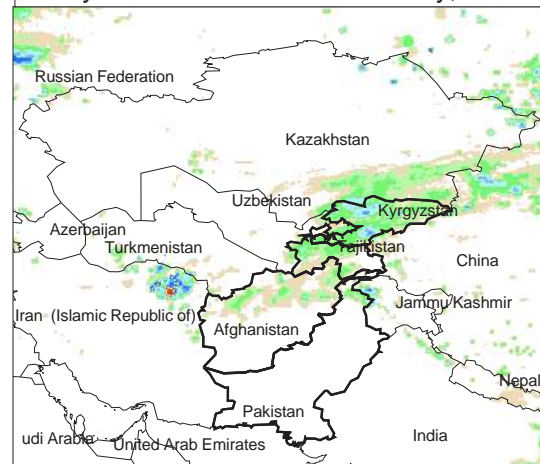 Russian Federation
Kazakhstan
Uzbekistan
Kyrgyzstan
Azerbaijan
Turkmenistan
Tajikistan
China
Jammu Kashmir
Iran (Islamic Republic of)
Afghanistan
Nepal
Pakistan
udi Arabia
United Arab Emirates
India